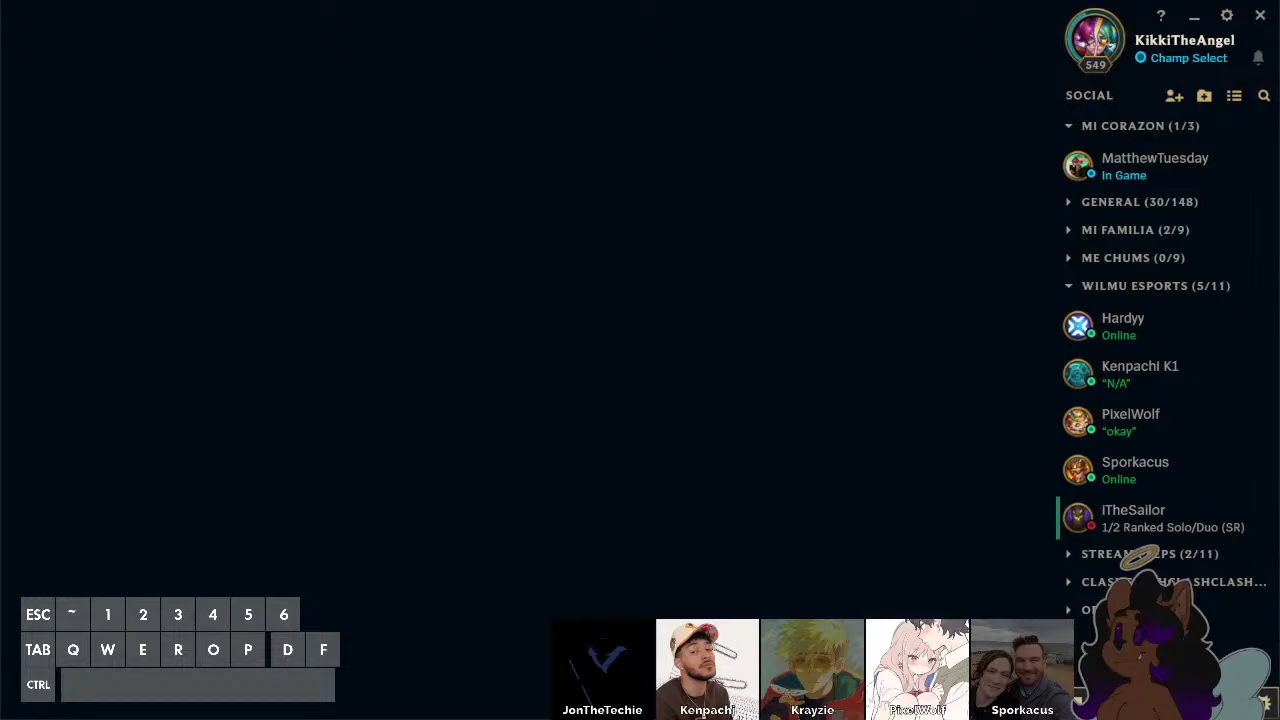 KikkiTheAngel
549
Champ Select
SOCIAL
MI CORAZON (1/3)
MatthewTuesday
In Game
GENERAL (30/148)
MI FAMILIA (2/9)
ME CHUMS (0/9)
WILMU ESPORTS (5/11)
Hardyy
Online
Kenpachi K1
"N/A"
PixelWolf
"okay"
Sporkacus
Online
iTheSailor
1/2 Ranked Solo/Duo (SR)
(2/11)
ESC ~ 1 2 3 4 5 6
TAB Q W E R O P D F
CTRL
JonTheTechie Kenpachi Krayzie PixelWolf Sporkacus